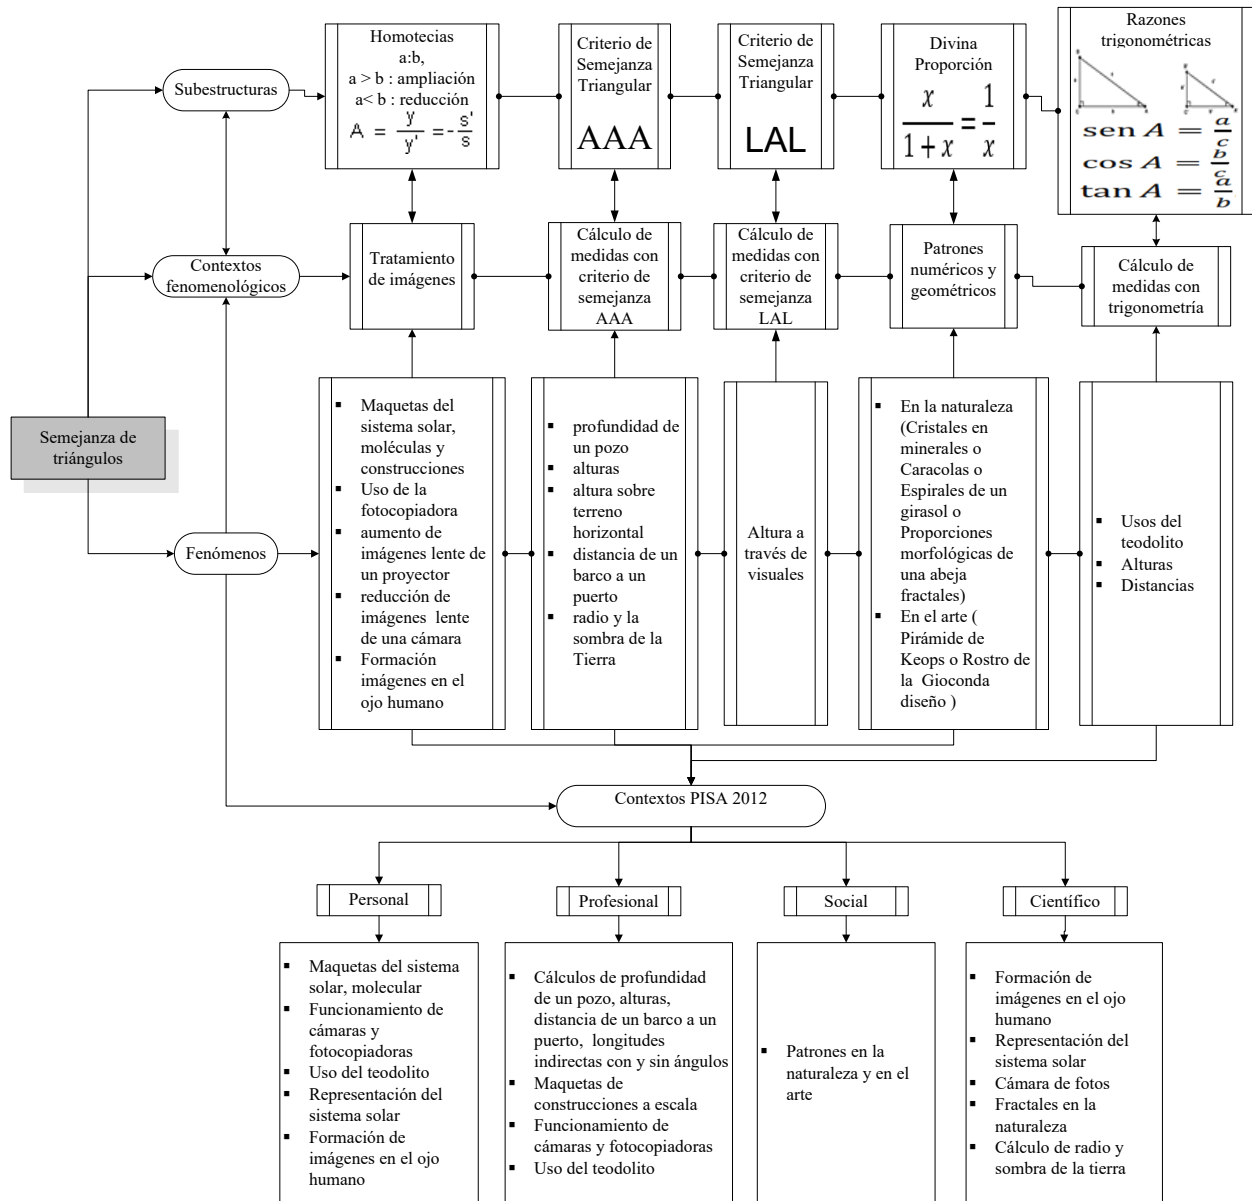 Subestructuras
Homotecias
a:b,
a > b : ampliación
a< b : reducción
A = y/y' = - s'/s
Criterio de
Semejanza
Triangular
AAA
Criterio de
Semejanza
Triangular
LAL
Divina
Proporción
x/(1+x) = 1/x
Razones
trigonométricas
sen A = a/c
cos A = b/c
tan A = a/b
Contextos
fenomenológicos
Tratamiento
de imágenes
Cálculo de
medidas con
criterio de
semejanza
AAA
Cálculo de
medidas con
criterio de
semejanza
LAL
Patrones
numéricos y
geométricos
Cálculo de
medidas con
trigonometría
Semejanza de
triángulos
Fenómenos
▪ Maquetas del
sistema solar,
moléculas y
construcciones
▪ Uso de la
fotocopiadora
▪ aumento de
imágenes lente de
un proyector
▪ reducción de
imágenes lente
de una cámara
▪ Formación
imágenes en el
ojo humano
▪ profundidad de
un pozo
▪ alturas
▪ altura sobre
terreno
horizontal
▪ distancia de un
barco a un
puerto
▪ radio y la
sombra de la
Tierra
Altura a
través de
visuales
▪ En la naturaleza
(Cristales en
minerales o
Caracolas o
Espirales de un
girasol o
Proporciones
morfológicas de
una abeja
fractales)
▪ En el arte (
Pirámide de
Keops o Rostro de
la Gioconda
diseño )
▪ Usos del
teodolito
▪ Alturas
▪ Distancias
Contextos PISA 2012
Personal
Profesional
Social
Científico
▪ Maquetas del sistema
solar, molecular
▪ Funcionamiento de
cámaras y
fotocopiadoras
▪ Uso del teodolito
▪ Representación del
sistema solar
▪ Formación de
imágenes en el ojo
humano
▪ Cálculos de profundidad
de un pozo, alturas,
distancia de un barco a un
puerto, longitudes
indirectas con y sin ángulos
▪ Maquetas de
construcciones a escala
▪ Funcionamiento de
cámaras y fotocopiadoras
▪ Uso del teodolito
▪ Patrones en la
naturaleza y en el
arte
▪ Formación de
imágenes en el ojo
humano
▪ Representación del
sistema solar
▪ Cámara de fotos
▪ Fractales en la
naturaleza
▪ Cálculo de radio y
sombra de la tierra